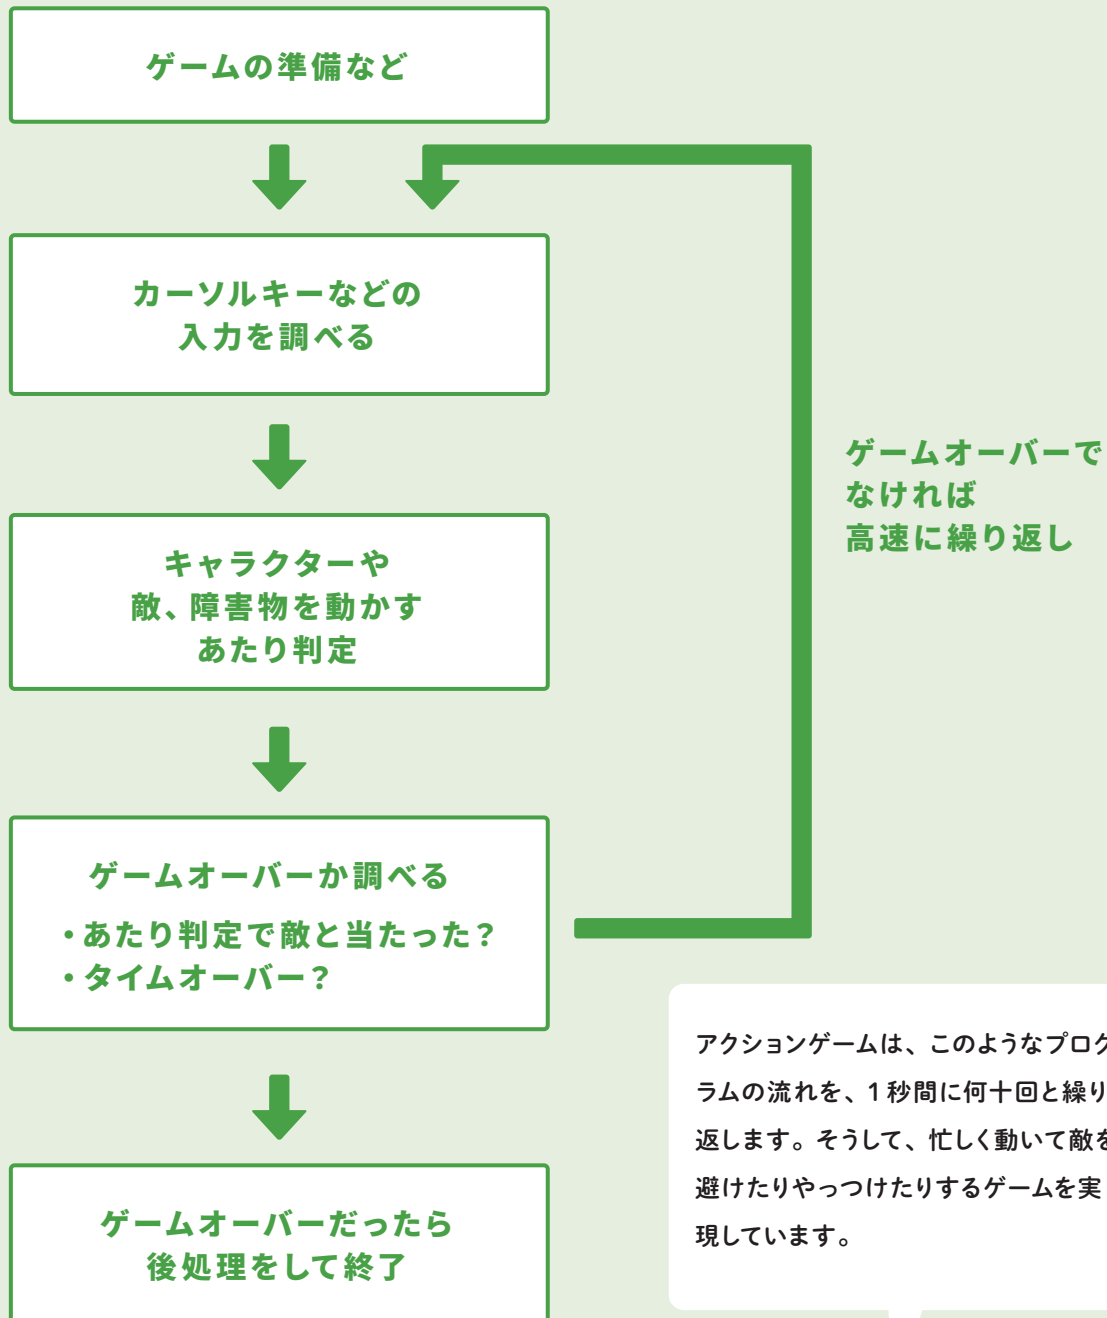 ゲームの準備など
カーソルキーなどの
入力を調べる
キャラクターや
敵、障害物を動かす
あたり判定
ゲームオーバーか調べる
・あたり判定で敵と当たった？
・タイムオーバー？
ゲームオーバーだったら
後処理をして終了
ゲームオーバーで
なければ
高速に繰り返し
アクションゲームは、このようなプログ
ラムの流れを、1秒間に何十回と繰り
返します。そうして、忙しく動いて敵を
避けたりやっつけたりするゲームを実
現しています。